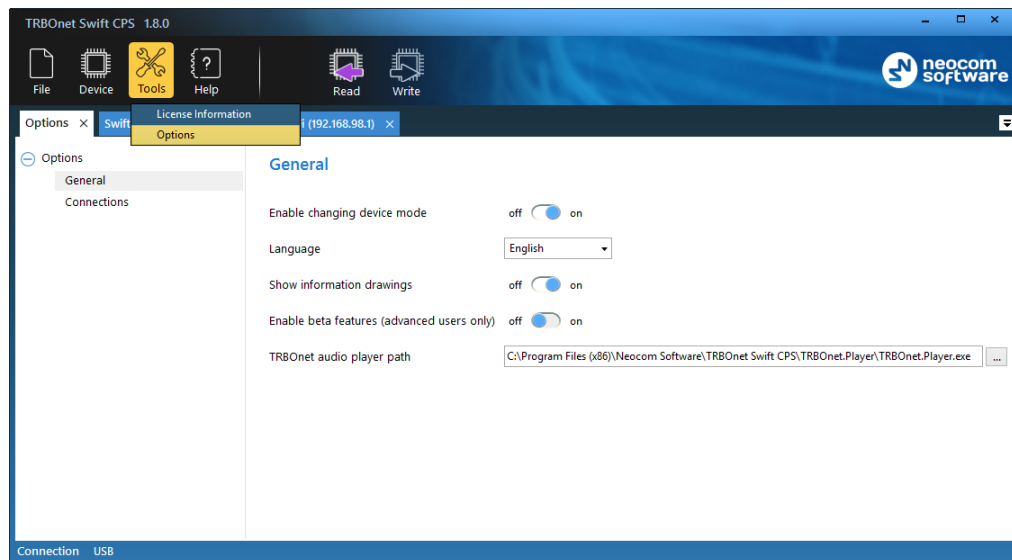 TRBOnet Swift CPS 1.8.0
File Device Tools Help Read Write
neocom
software
License Information
Options
Options Swift i (192.168.98.1)
Options
General
Connections
General
Enable changing device mode off on
Language English
Show information drawings off on
Enable beta features (advanced users only) off on
TRBOnet audio player path C:\Program Files (x86)\Neocom Software\TRBOnet Swift CPS\TRBOnet.Player\TRBOnet.Player.exe ...
Connection USB